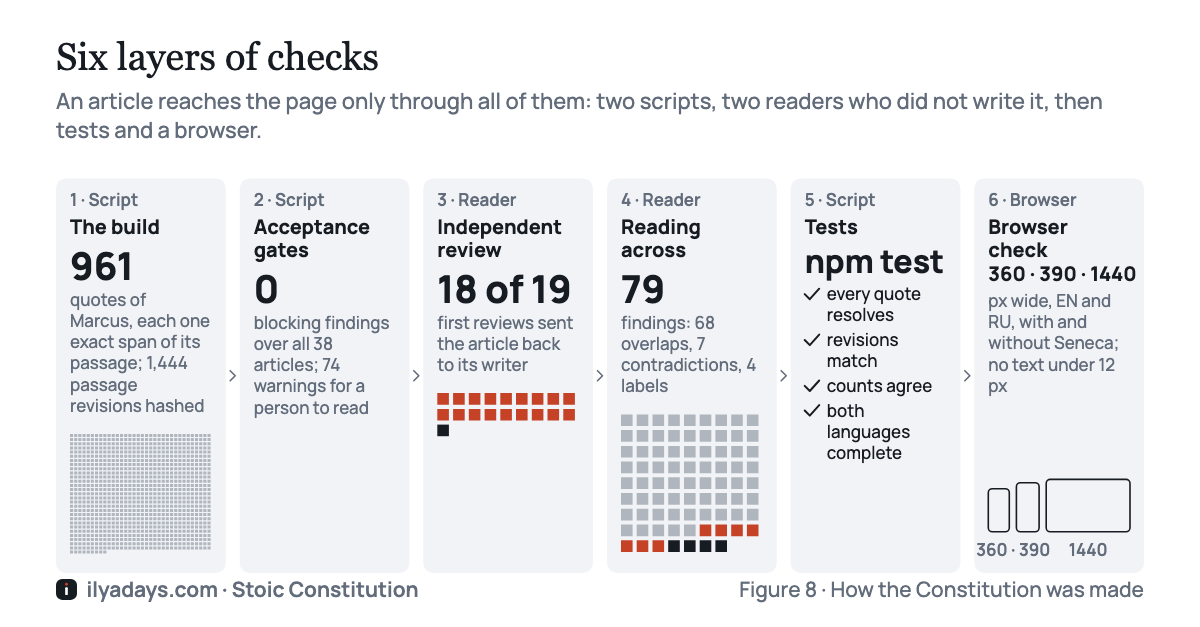 Six layers of checks
An article reaches the page only through all of them: two scripts, two readers who did not write it, then
tests and a browser.
1 · Script
The build
961
quotes of
Marcus, each one
exact span of its
passage; 1,444
passage
revisions hashed
2 · Script
Acceptance
gates
0
blocking findings
over all 38
articles; 74
warnings for a
person to read
3 · Reader
Independent
review
18 of 19
first reviews sent
the article back
to its writer
4 · Reader
Reading
across
79
findings: 68
overlaps, 7
contradictions, 4
labels
5 · Script
Tests
npm test
every quote
resolves
revisions
match
counts agree
both
languages
complete
6 · Browser
Browser
check
360 · 390 · 1440
px wide, EN and
RU, with and
without Seneca;
no text under 12
px
360 · 390 1440
i ilyadays.com · Stoic Constitution
Figure 8 · How the Constitution was made